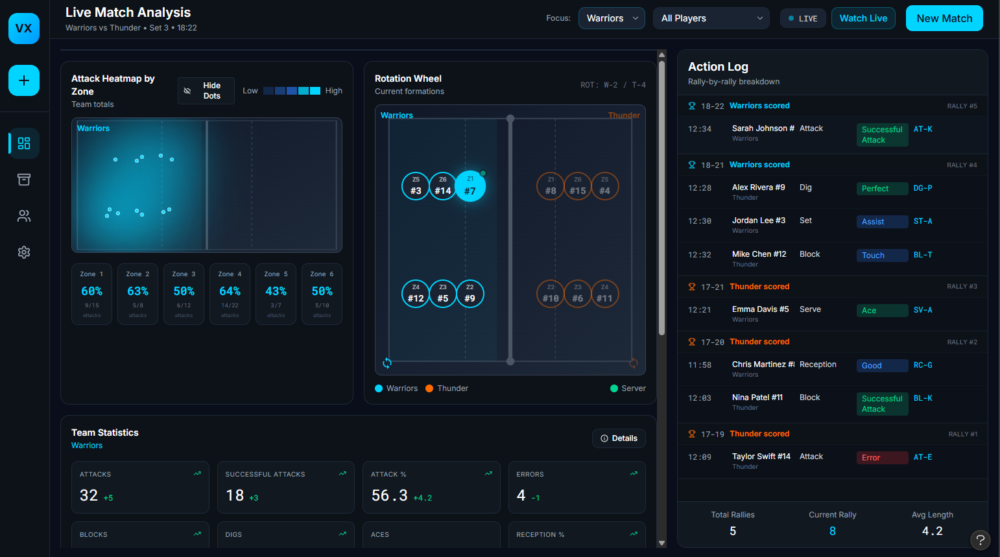 VX
Live Match Analysis
Warriors vs Thunder • Set 3 • 18:22
Focus:
Warriors
All Players
LIVE
Watch Live
New Match
Attack Heatmap by
Zone
Team totals
Hide
Dots
Low
High
Warriors
Zone 1
60%
9/15
attacks
Zone 2
63%
5/8
attacks
Zone 3
50%
6/12
attacks
Zone 4
64%
14/22
attacks
Zone 5
43%
3/7
attacks
Zone 6
50%
5/10
attacks
Rotation Wheel
Current formations
ROT: W-2 / T-4
Warriors
Thunder
Z5
#3
Z6
#14
Z1
#7
Z1
#8
Z6
#15
Z5
#4
Z4
#12
Z3
#5
Z2
#9
Z2
#10
Z3
#6
Z4
#11
Warriors
Thunder
Server
Team Statistics
Warriors
Details
ATTACKS
32 +5
SUCCESSFUL ATTACKS
18 +3
ATTACK %
56.3 +4.2
ERRORS
4 -1
BLOCKS
DIGS
ACES
RECEPTION %
Action Log
Rally-by-rally breakdown
18-22 Warriors scored RALLY #5
12:34 Sarah Johnson # Attack Successful Attack AT-K
Warriors
18-21 Warriors scored RALLY #4
12:28 Alex Rivera #9 Dig Perfect DG-P
Thunder
12:30 Jordan Lee #3 Set Assist ST-A
Warriors
12:32 Mike Chen #12 Block Touch BL-T
Thunder
17-21 Thunder scored RALLY #3
12:21 Emma Davis #5 Serve Ace SV-A
Warriors
17-20 Thunder scored RALLY #2
11:58 Chris Martinez #8 Reception Good RC-G
Warriors
12:03 Nina Patel #11 Block Successful Attack BL-K
Thunder
17-19 Thunder scored RALLY #1
12:09 Taylor Swift #14 Attack Error AT-E
Thunder
Total Rallies
5
Current Rally
8
Avg Length
4.2
?